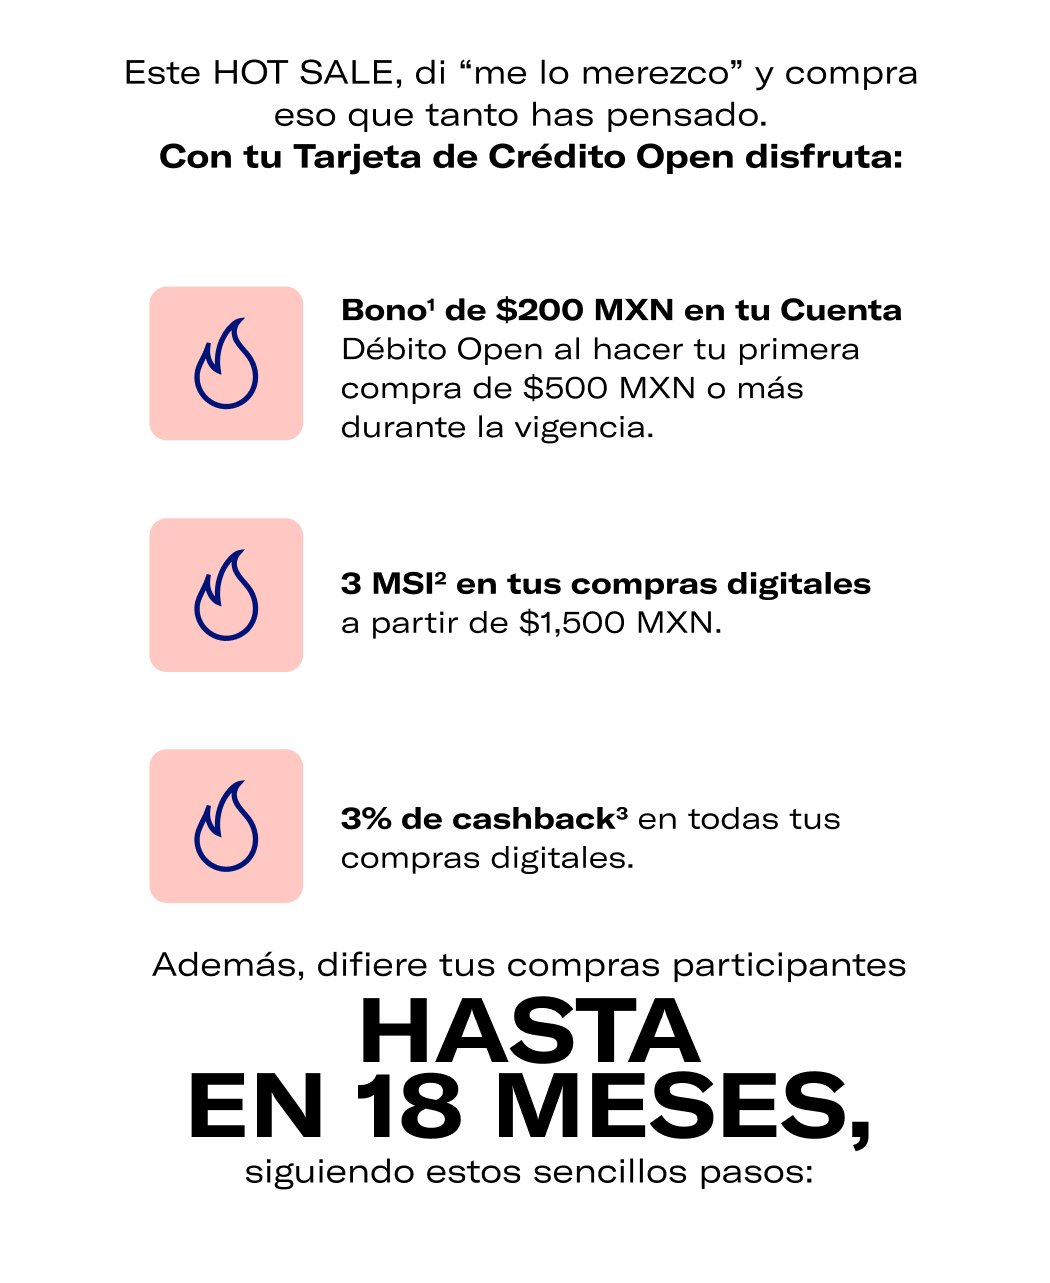 Este HOT SALE, di “me lo merezco” y compra
eso que tanto has pensado.
Con tu Tarjeta de Crédito Open disfruta:
Bono¹ de $200 MXN en tu Cuenta
Débito Open al hacer tu primera
compra de $500 MXN o más
durante la vigencia.
3 MSI² en tus compras digitales
a partir de $1,500 MXN.
3% de cashback³ en todas tus
compras digitales.
Además, difiere tus compras participantes
HASTA
EN 18 MESES,
siguiendo estos sencillos pasos: